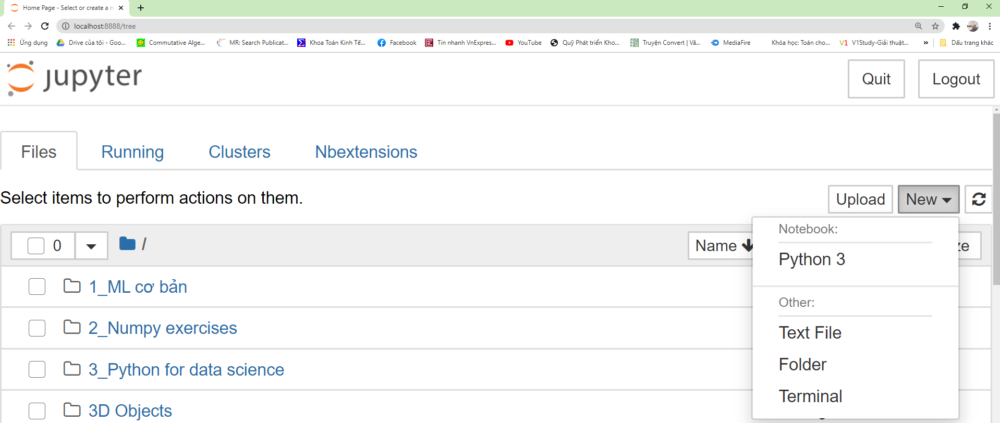 Home Page - Select or create a n
localhost:8888/tree
Ứng dụng Drive của tôi - Goo... Commutative Alge... MR: Search Publicat... Khoa Toán Kinh Tế... Facebook Tin nhanh VnExpres... YouTube Quỹ Phát triển Kho... Truyện Convert | Vă... MediaFire Khóa học: Toán cho... V1 V1Study-Giải thuật... » Dấu trang khác
jupyter Quit Logout
Files Running Clusters Nbextensions
Select items to perform actions on them. Upload New
Notebook:
0 / Name ze
Python 3
1_ML cơ bản
Other:
2_Numpy exercises Text File
3_Python for data science Folder
3D Objects Terminal